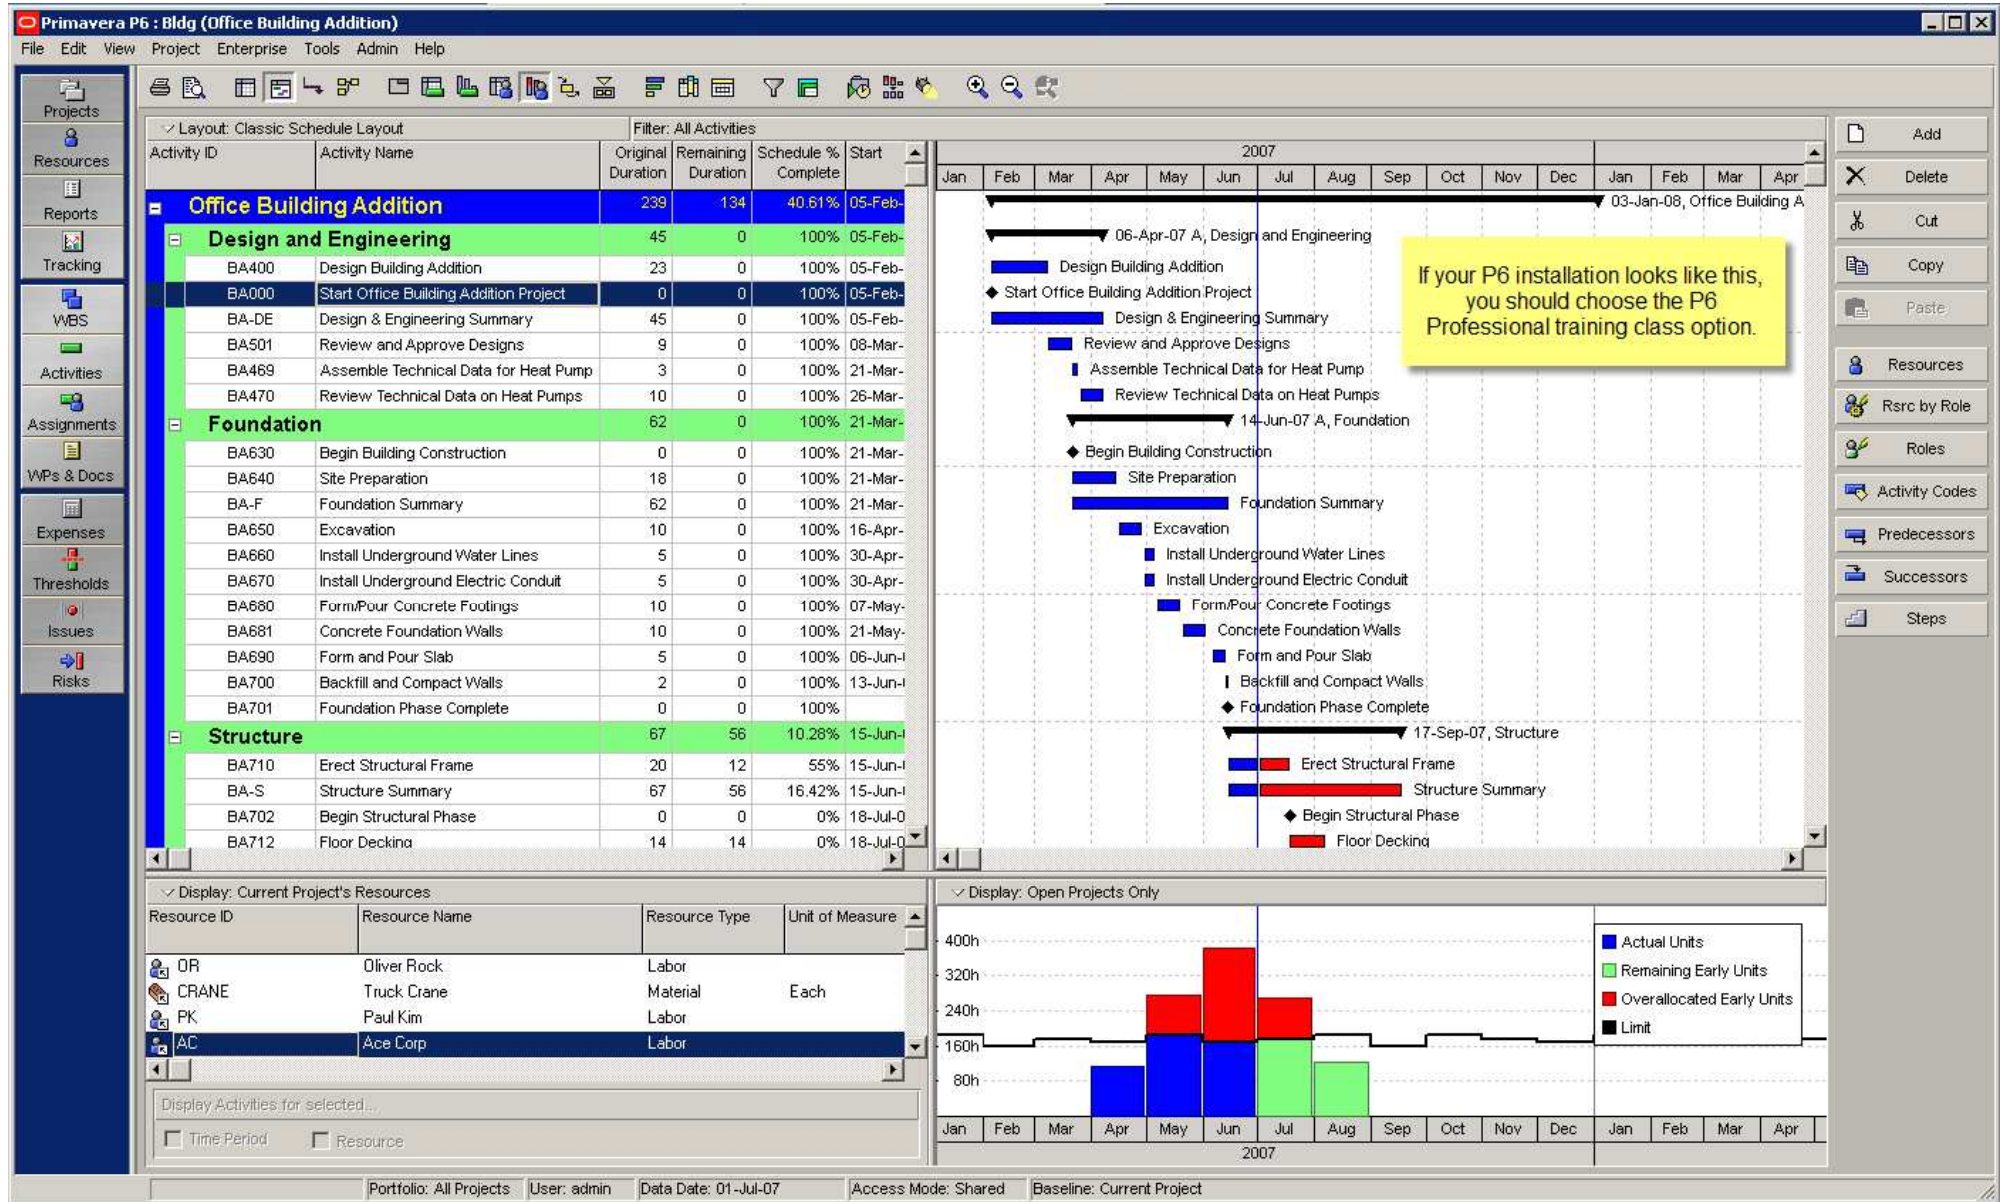 Primavera P6 : Bldg (Office Building Addition)
File Edit View Project Enterprise Tools Admin Help
Projects
Resources
Reports
Tracking
WBS
Activities
Assignments
WPs & Docs
Expenses
Thresholds
Issues
Risks
Layout: Classic Schedule Layout Filter: All Activities
Activity ID Activity Name Original Duration Remaining Duration Schedule % Complete Start
Office Building Addition 239 134 40.61% 05-Feb-
Design and Engineering 45 0 100% 05-Feb-
BA400 Design Building Addition 23 0 100% 05-Feb-
BA000 Start Office Building Addition Project 0 0 100% 05-Feb-
BA-DE Design & Engineering Summary 45 0 100% 05-Feb-
BA501 Review and Approve Designs 9 0 100% 08-Mar-
BA469 Assemble Technical Data for Heat Pump 3 0 100% 21-Mar-
BA470 Review Technical Data on Heat Pumps 10 0 100% 26-Mar-
Foundation 62 0 100% 21-Mar-
BA630 Begin Building Construction 0 0 100% 21-Mar-
BA640 Site Preparation 18 0 100% 21-Mar-
BA-F Foundation Summary 62 0 100% 21-Mar-
BA650 Excavation 10 0 100% 16-Apr-
BA660 Install Underground Water Lines 5 0 100% 30-Apr-
BA670 Install Underground Electric Conduit 5 0 100% 30-Apr-
BA680 Form/Pour Concrete Footings 10 0 100% 07-May-
BA681 Concrete Foundation Walls 10 0 100% 21-May-
BA690 Form and Pour Slab 5 0 100% 06-Jun-
BA700 Backfill and Compact Walls 2 0 100% 13-Jun-
BA701 Foundation Phase Complete 0 0 100%
Structure 67 56 10.28% 15-Jun-
BA710 Erect Structural Frame 20 12 55% 15-Jun-
BA-S Structure Summary 67 56 16.42% 15-Jun-
BA702 Begin Structural Phase 0 0 0% 18-Jul-0
BA712 Floor Decking 14 14 0% 18-Jul-0
2007
Jan Feb Mar Apr May Jun Jul Aug Sep Oct Nov Dec Jan Feb Mar Apr
03-Jan-08, Office Building A
06-Apr-07 A, Design and Engineering
Design Building Addition
Start Office Building Addition Project
Design & Engineering Summary
Review and Approve Designs
Assemble Technical Data for Heat Pump
Review Technical Data on Heat Pumps
14-Jun-07 A, Foundation
Begin Building Construction
Site Preparation
Foundation Summary
Excavation
Install Underground Water Lines
Install Underground Electric Conduit
Form/Pour Concrete Footings
Concrete Foundation Walls
Form and Pour Slab
Backfill and Compact Walls
Foundation Phase Complete
17-Sep-07, Structure
Erect Structural Frame
Structure Summary
Begin Structural Phase
Floor Decking
If your P6 installation looks like this,
you should choose the P6
Professional training class option.
Add
Delete
Cut
Copy
Paste
Resources
Rsrc by Role
Roles
Activity Codes
Predecessors
Successors
Steps
Display: Current Project's Resources
Resource ID Resource Name Resource Type Unit of Measure
OR Oliver Rock Labor
CRANE Truck Crane Material Each
PK Paul Kim Labor
AC Ace Corp Labor
Display Activities for selected...
Time Period Resource
Display: Open Projects Only
400h
320h
240h
160h
80h
Actual Units
Remaining Early Units
Overallocated Early Units
Limit
Jan Feb Mar Apr May Jun Jul Aug Sep Oct Nov Dec Jan Feb Mar Apr
2007
Portfolio: All Projects User: admin Data Date: 01-Jul-07 Access Mode: Shared Baseline: Current Project